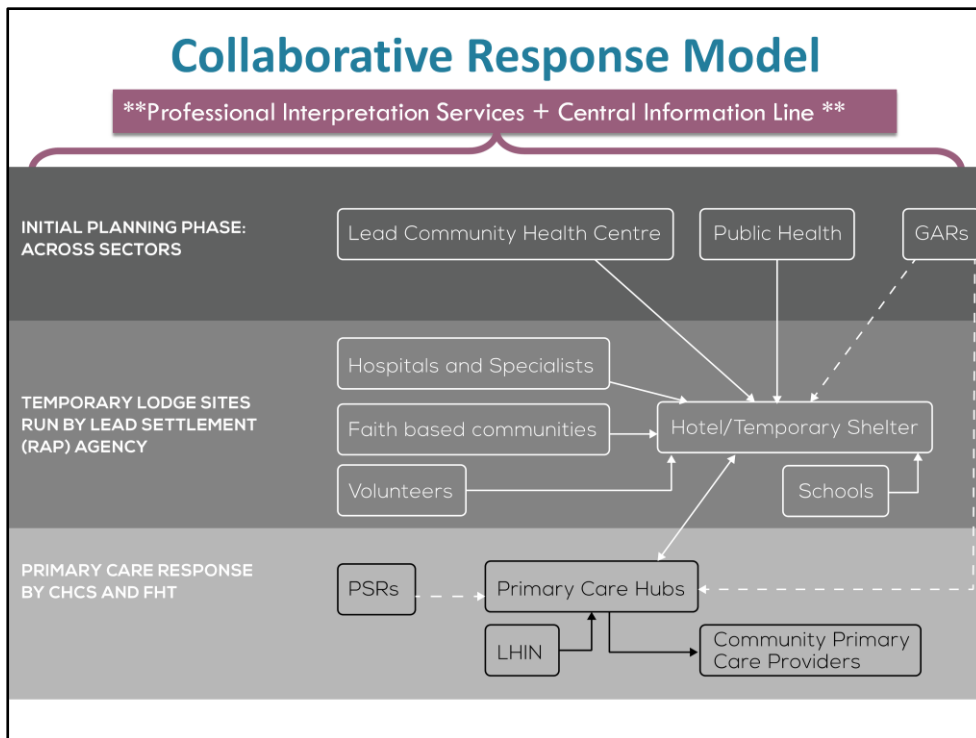 Collaborative Response Model
**Professional Interpretation Services + Central Information Line **
INITIAL PLANNING PHASE:
ACROSS SECTORS
Lead Community Health Centre
Public Health
GARs
TEMPORARY LODGE SITES
RUN BY LEAD SETTLEMENT
(RAP) AGENCY
Hospitals and Specialists
Faith based communities
Volunteers
Hotel/Temporary Shelter
Schools
PRIMARY CARE RESPONSE
BY CHCS AND FHT
PSRs
Primary Care Hubs
LHIN
Community Primary
Care Providers